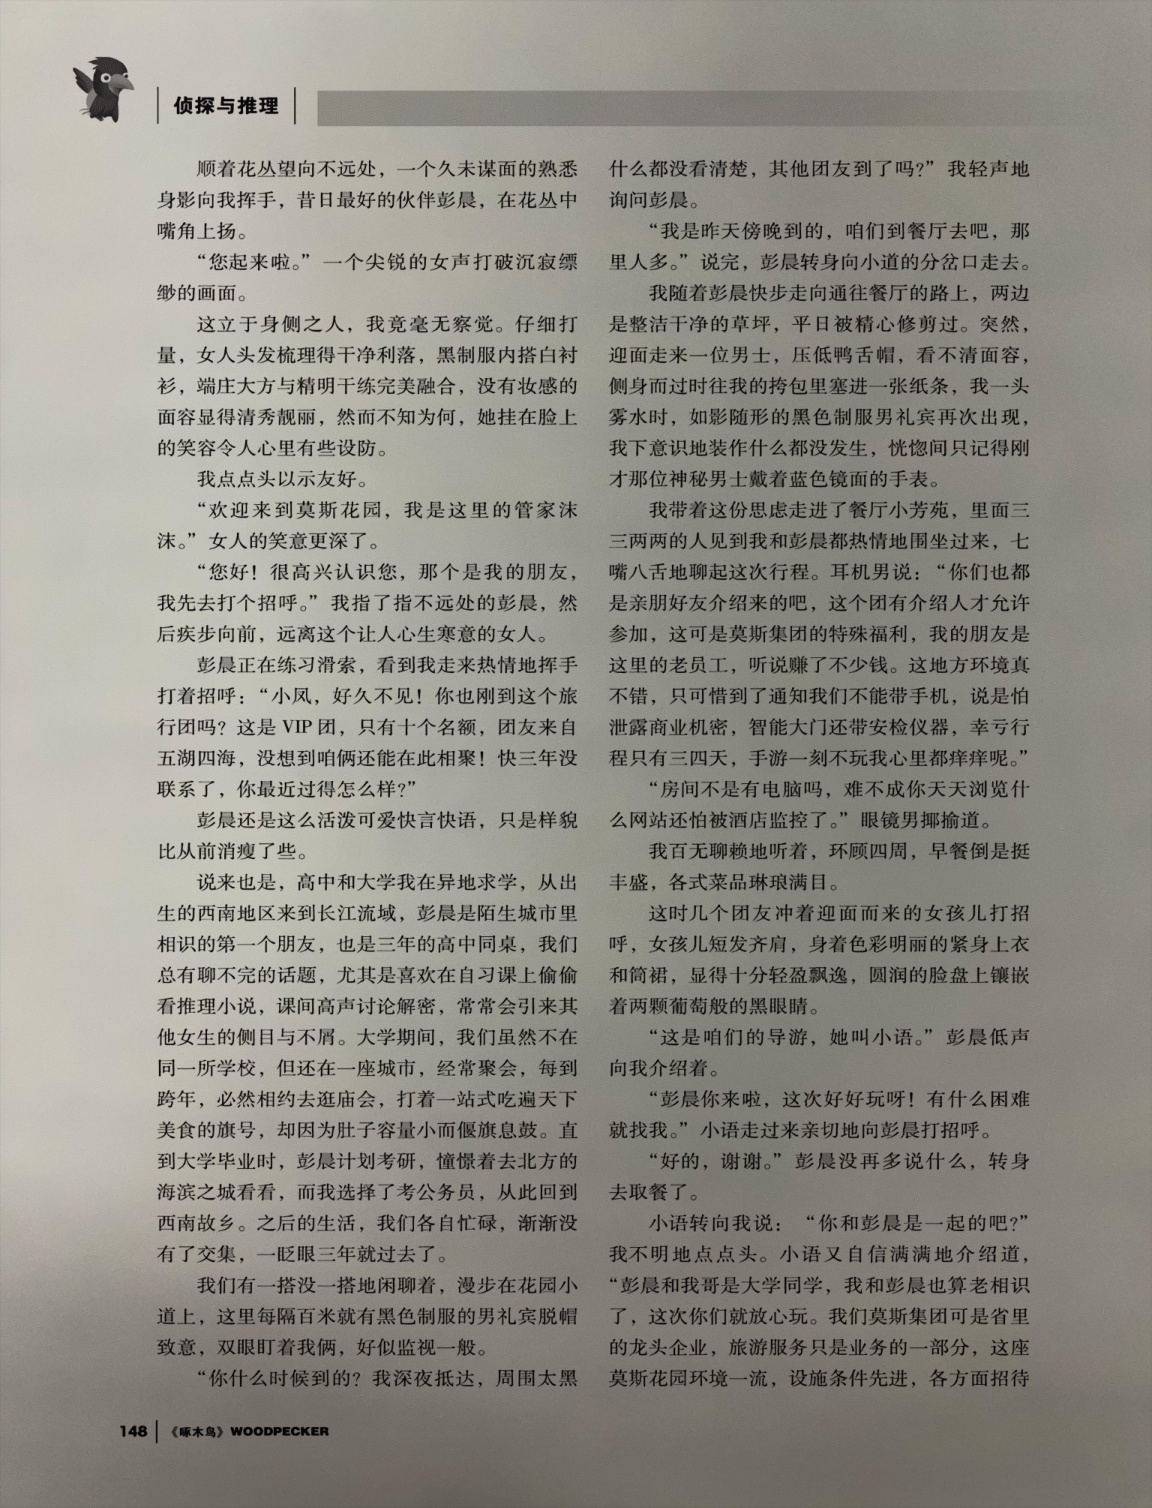 侦探与推理
顺着花丛望向不远处，一个久未谋面的熟悉
身影向我挥手，昔日最好的伙伴彭晨，在花丛中
嘴角上扬。
“您起来啦。”一个尖锐的女声打破沉寂缥
缈的画面。
这立于身侧之人，我竟毫无察觉。仔细打
量，女人头发梳理得干净利落，黑制服内搭白衬
衫，端庄大方与精明干练完美融合，没有妆感的
面容显得清秀靓丽，然而不知为何，她挂在脸上
的笑容令人心里有些设防。
我点点头以示友好。
“欢迎来到莫斯花园，我是这里的管家沫
沫。”女人的笑意更深了。
“您好！很高兴认识您，那个是我的朋友，
我先去打个招呼。”我指了指不远处的彭晨，然
后疾步向前，远离这个让人心生寒意的女人。
彭晨正在练习滑索，看到我走来热情地挥手
打着招呼：“小凤，好久不见！你也刚到这个旅
行团吗？这是 VIP 团，只有十个名额，团友来自
五湖四海，没想到咱俩还能在此相聚！快三年没
联系了，你最近过得怎么样？”
彭晨还是这么活泼可爱快言快语，只是样貌
比从前消瘦了些。
说来也是，高中和大学我在异地求学，从出
生的西南地区来到长江流域，彭晨是陌生城市里
相识的第一个朋友，也是三年的高中同桌，我们
总有聊不完的话题，尤其是喜欢在自习课上偷偷
看推理小说，课间高声讨论解密，常常会引来其
他女生的侧目与不屑。大学期间，我们虽然不在
同一所学校，但还在一座城市，经常聚会，每到
跨年，必然相约去逛庙会，打着一站式吃遍天下
美食的旗号，却因为肚子容量小而偃旗息鼓。直
到大学毕业时，彭晨计划考研，憧憬着去北方的
海滨之城看看，而我选择了考公务员，从此回到
西南故乡。之后的生活，我们各自忙碌，渐渐没
有了交集，一眨眼三年就过去了。
我们有一搭没一搭地闲聊着，漫步在花园小
道上，这里每隔百米就有黑色制服的男礼宾脱帽
致意，双眼盯着我俩，好似监视一般。
“你什么时候到的？我深夜抵达，周围太黑
什么都没看清楚，其他团友到了吗？”我轻声地
询问彭晨。
“我是昨天傍晚到的，咱们到餐厅去吧，那
里人多。”说完，彭晨转身向小道的分岔口走去。
我随着彭晨快步走向通往餐厅的路上，两边
是整洁干净的草坪，平日被精心修剪过。突然，
迎面走来一位男士，压低鸭舌帽，看不清面容，
侧身而过时往我的挎包里塞进一张纸条，我一头
雾水时，如影随形的黑色制服男礼宾再次出现，
我下意识地装作什么都没发生，恍惚间只记得刚
才那位神秘男士戴着蓝色镜面的手表。
我带着这份思虑走进了餐厅小芳苑，里面三
三两两的人见到我和彭晨都热情地围坐过来，七
嘴八舌地聊起这次行程。耳机男说：“你们也都
是亲朋好友介绍来的吧，这个团有介绍人才允许
参加，这可是莫斯集团的特殊福利，我的朋友是
这里的老员工，听说赚了不少钱。这地方环境真
不错，只可惜到了通知我们不能带手机，说是怕
泄露商业机密，智能大门还带安检仪器，幸亏行
程只有三四天，手游一刻不玩我心里都痒痒呢。”
“房间不是有电脑吗，难不成你天天浏览什
么网站还怕被酒店监控了。”眼镜男揶揄道。
我百无聊赖地听着，环顾四周，早餐倒是挺
丰盛，各式菜品琳琅满目。
这时几个团友冲着迎面而来的女孩儿打招
呼，女孩儿短发齐肩，身着色彩明丽的紧身上衣
和筒裙，显得十分轻盈飘逸，圆润的脸盘上镶嵌
着两颗葡萄般的黑眼睛。
“这是咱们的导游，她叫小语。”彭晨低声
向我介绍着。
“彭晨你来啦，这次好好玩呀！有什么困难
就找我。”小语走过来亲切地向彭晨打招呼。
“好的，谢谢。”彭晨没再多说什么，转身
去取餐了。
小语转向我说：“你和彭晨是一起的吧？”
我不明地点点头。小语又自信满满地介绍道，
“彭晨和我哥是大学同学，我和彭晨也算老相识
了，这次你们就放心玩。我们莫斯集团可是省里
的龙头企业，旅游服务只是业务的一部分，这座
莫斯花园环境一流，设施条件先进，各方面招待
148 《啄木鸟》WOODPECKER